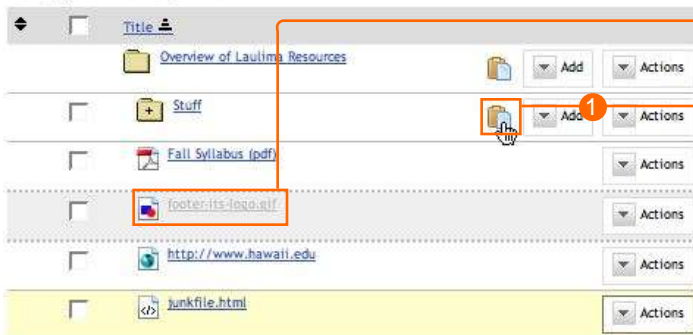 Title
Overview of Laulima Resources Add Actions
Stuff Add 1 Actions
Fall Syllabus (pdf) Actions
footer-its-logo.gif Actions
http://www.hawaii.edu Actions
junkfile.html Actions